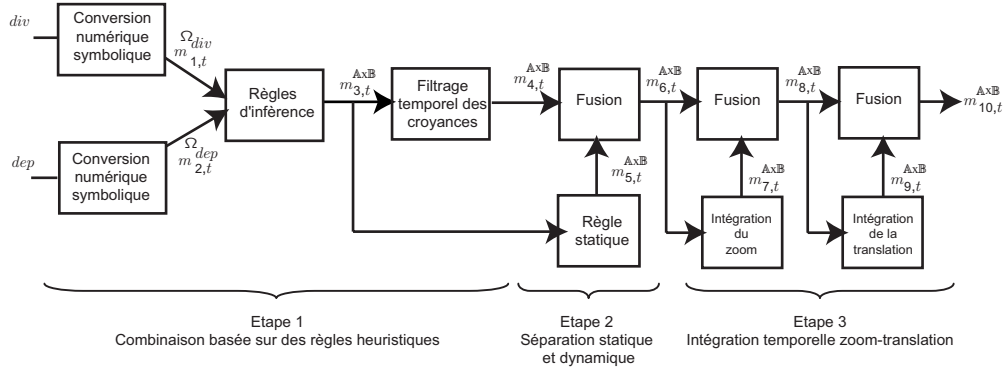 div
Conversion
numérique
symbolique
m Ω div 1,t
dep
Conversion
numérique
symbolique
m Ω dep 2,t
Règles
d'infèrence
m 𝔸x𝔹 3,t
Filtrage
temporel des
croyances
m 𝔸x𝔹 4,t
Fusion
m 𝔸x𝔹 5,t
Règle
statique
m 𝔸x𝔹 6,t
Fusion
m 𝔸x𝔹 7,t
Intégration
du
zoom
m 𝔸x𝔹 8,t
Fusion
m 𝔸x𝔹 9,t
Intégration
de la
translation
m 𝔸x𝔹 10,t
Etape 1
Combinaison basée sur des règles heuristiques
Etape 2
Séparation statique
et dynamique
Etape 3
Intégration temporelle zoom-translation